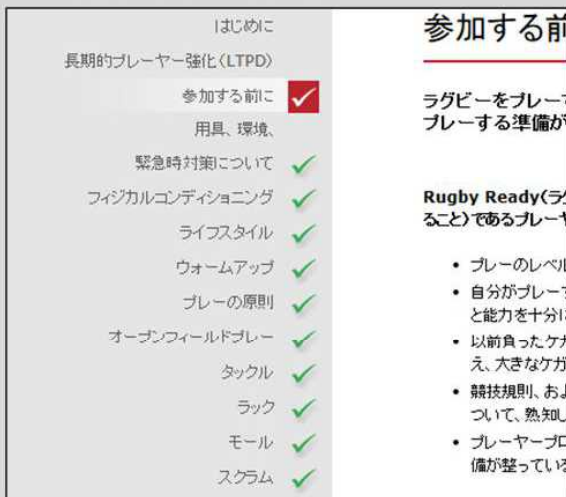 はじめに
長期的プレーヤー強化(LTPD)
参加する前に
用具、環境、
緊急時対策について
フィジカルコンディショニング
ライフスタイル
ウォームアップ
プレーの原則
オープンフィールドプレー
タックル
ラック
モール
スクラム
参加する前
ラグビーをプレー
プレーする準備が
Rugby Ready(ラグ
ること)であるプレーヤ
• プレーのレベル
• 自分がプレーす
と能力を十分に
• 以前負ったケガ
え、大きなケガ
• 競技規則、およ
ついて、熟知し
• プレーヤープロ
備が整っている